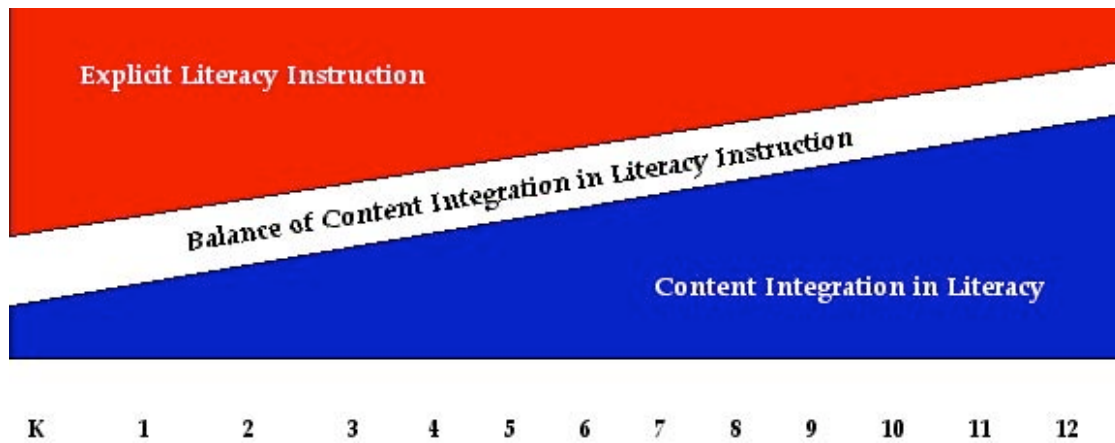 Explicit Literacy Instruction
Balance of Content Integration in Literacy Instruction
Content Integration in Literacy
K 1 2 3 4 5 6 7 8 9 10 11 12